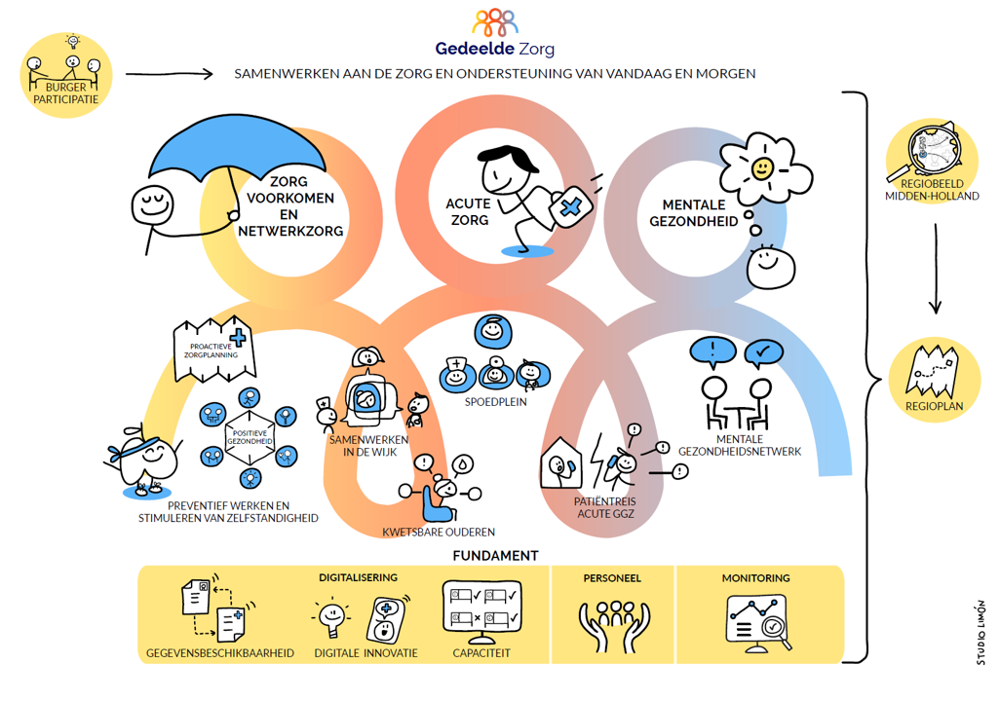 Gedeelde Zorg
SAMENWERKEN AAN DE ZORG EN ONDERSTEUNING VAN VANDAAG EN MORGEN
BURGER
PARTICIPATIE
ZORG
VOORKOMEN
EN
NETWERKZORG
ACUTE
ZORG
MENTALE
GEZONDHEID
REGIOBEELD
MIDDEN-HOLLAND
PROACTIEVE
ZORGPLANNING
POSITIEVE
GEZONDHEID
PREVENTIEF WERKEN EN
STIMULEREN VAN ZELFSTANDIGHEID
SAMENWERKEN
IN DE WIJK
KWETSBARE OUDEREN
SPOEDPLEIN
PATIËNTREIS
ACUTE GGZ
MENTALE
GEZONDHEIDSNETWERK
REGIOPLAN
FUNDAMENT
DIGITALISERING
GEGEVENSBESCHIKBAARHEID
DIGITALE INNOVATIE
CAPACITEIT
PERSONEEL
MONITORING
STUDIO LIMÓN